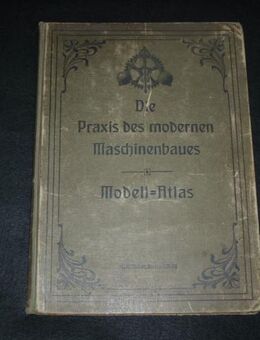 Die
Praxis des modernen
Maschinenbaues
Modell=Atlas